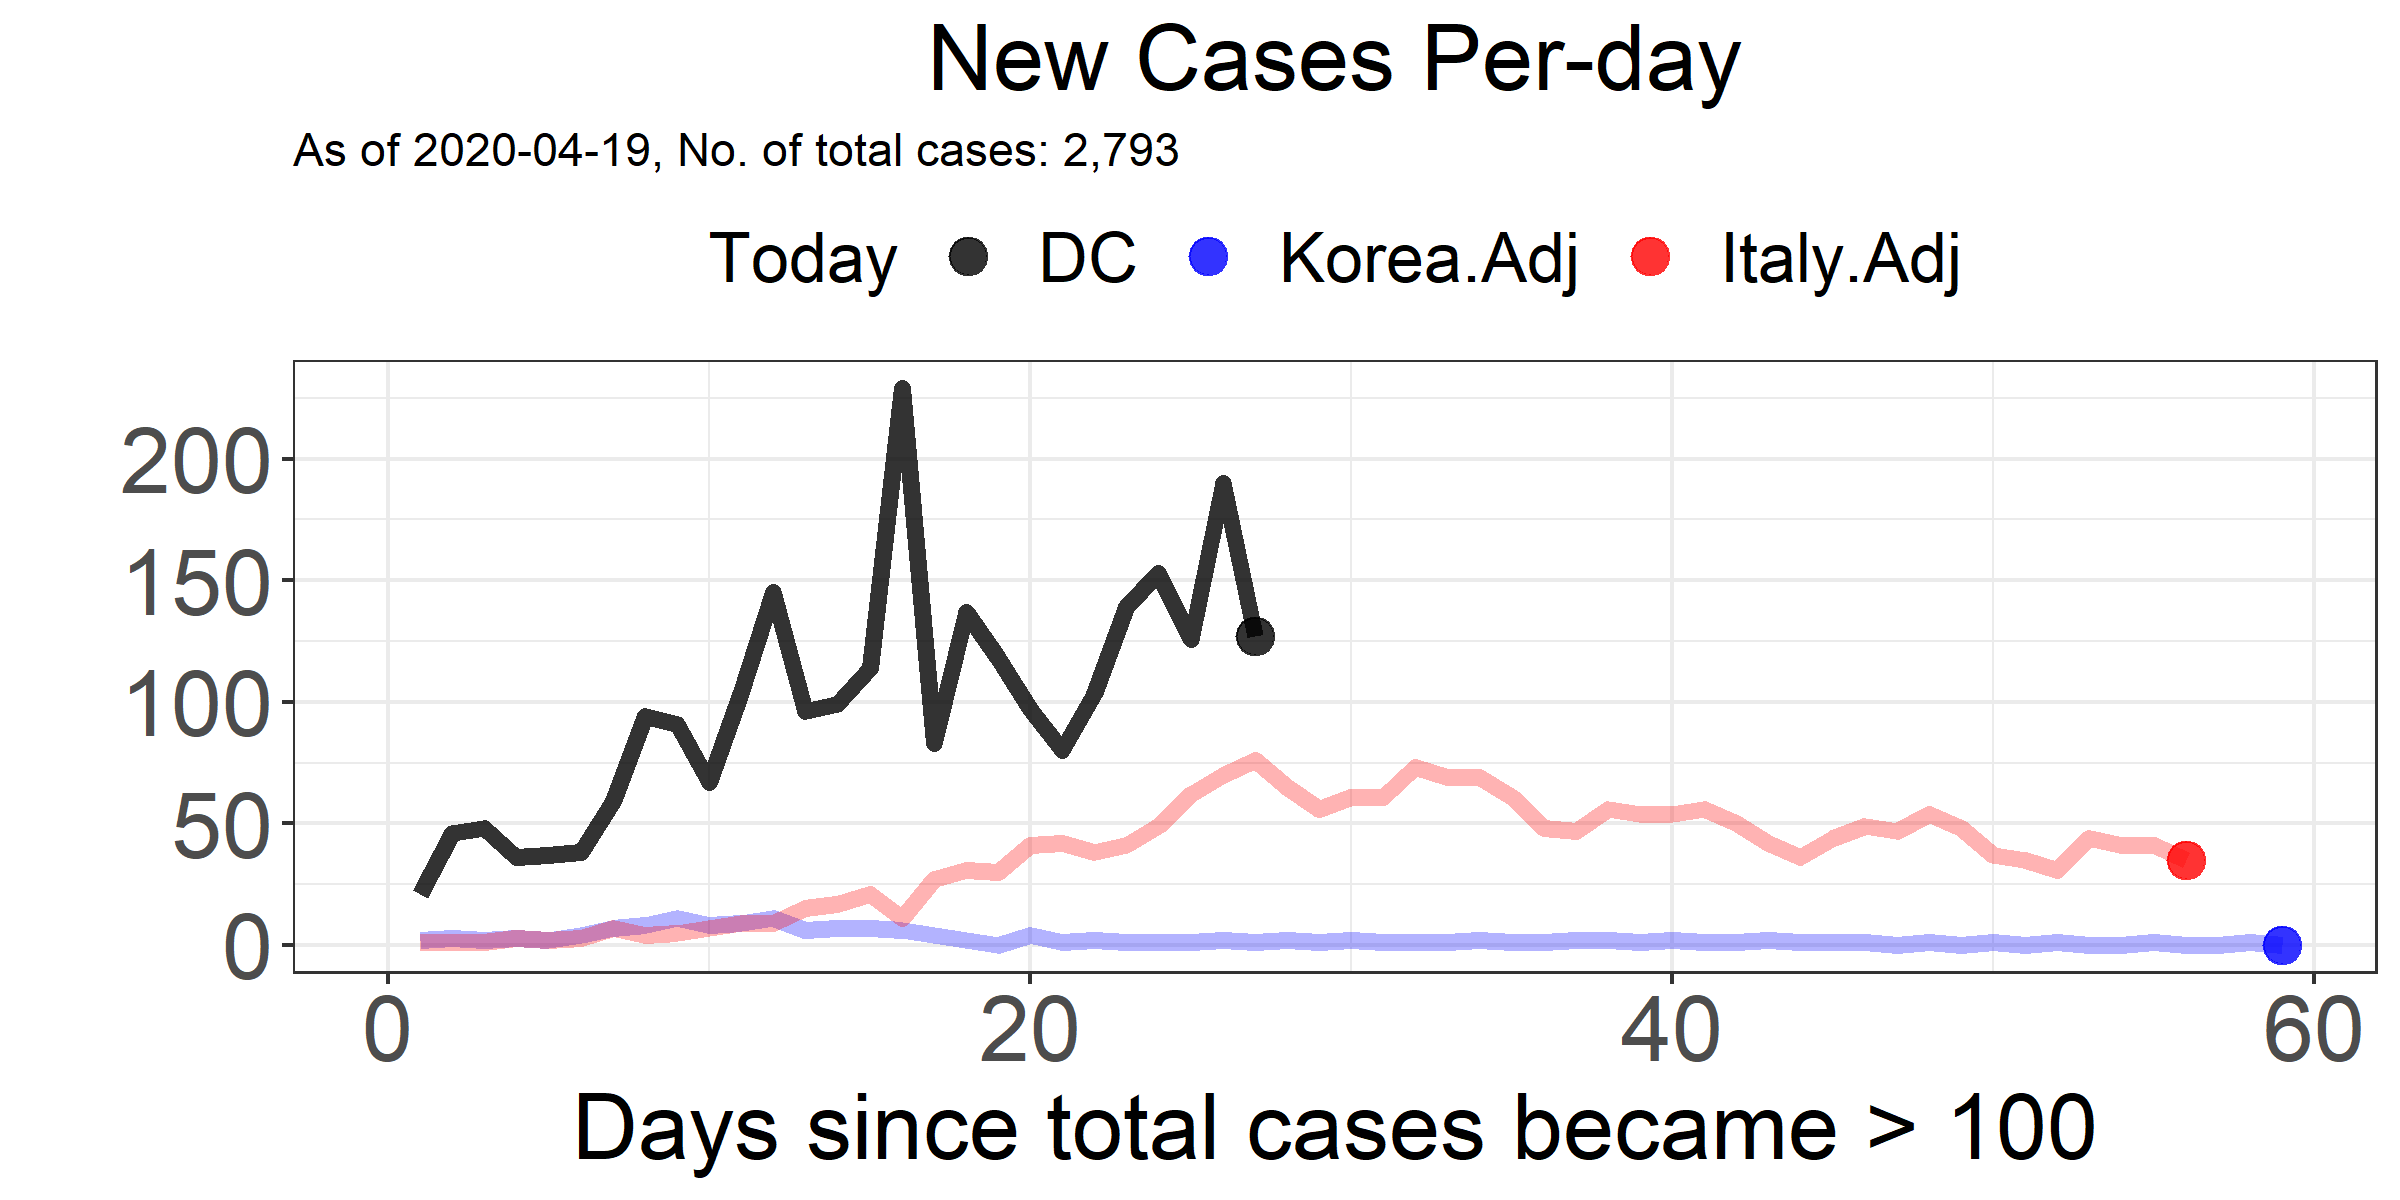 New Cases Per-day
As of 2020-04-19, No. of total cases: 2,793
Today DC Korea.Adj Italy.Adj
200
150
100
50
0
0 20 40 60
Days since total cases became > 100